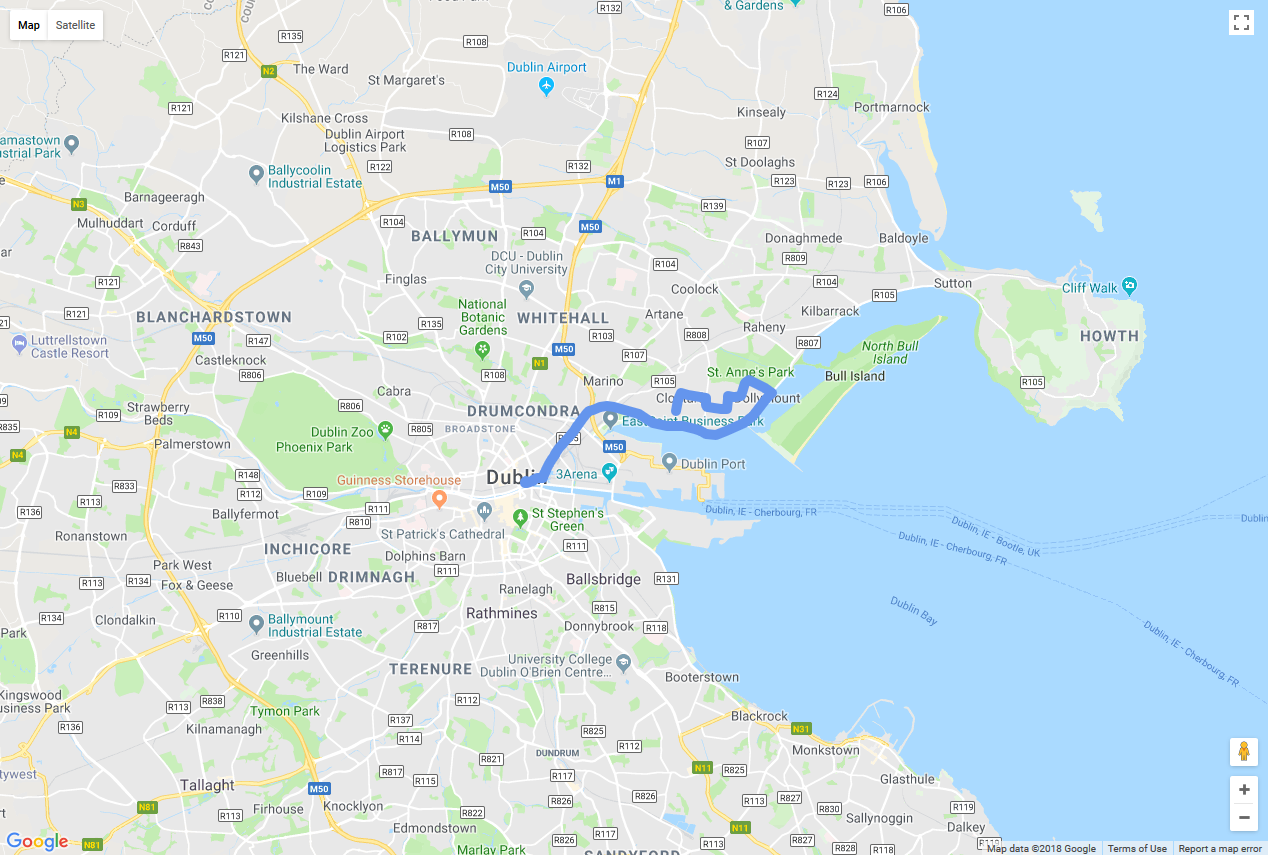 Map
Satellite
R132
& Gardens
R106
R135
R108
R121
N2
The Ward
St Margaret's
Dublin Airport
R124
Portmarnock
R121
Kinsealy
Kilshane Cross
Dublin Airport
Logistics Park
R108
R107
R132
St Doolaghs
Ballycoolin
Industrial Estate
R122
M50
M1
R123
R123
R106
Barnageeragh
N3
Mulhuddart
Corduff
R104
R139
M50
BALLYMUN
R104
R843
Donaghmede
Baldoyle
DCU - Dublin
City University
R809
R104
Finglas
R121
R104
Coolock
R105
Sutton
Cliff Walk
National
Botanic
Gardens
R121
BLANCHARDSTOWN
R135
WHITEHALL
Artane
Kilbarrack
Raheny
R103
R808
M50
R147
R102
R807
HOWTH
Luttrellstown
Castle Resort
N1
M50
R107
North Bull
Island
Castleknock
R806
R108
St. Anne's Park
Bull Island
Marino
R105
R105
Cabra
R806
Strawberry
Beds
R109
DRUMCONDRA
EastPoint Business Park
R835
N4
Dublin Zoo
Phoenix Park
R805
BROADSTONE
Palmerstown
M50
N4
Dublin
3Arena
Dublin Port
R148
Guinness Storehouse
R833
R112
R109
R113
R136
Ballyfermot
R111
R810
St Patrick's Cathedral
St Stephen's
Green
Dublin, IE - Cherbourg, FR
Dublin, IE - Bootle, UK
Dublin, IE - Cherbourg, FR
Ronanstown
INCHICORE
Dolphins Barn
R111
Park West
Fox & Geese
Bluebell
DRIMNAGH
R111
Ballsbridge
R131
R113
R134
Ranelagh
R134
Clondalkin
R110
Rathmines
R815
Dublin Bay
Ballymount
Industrial Estate
R817
Donnybrook
R118
Dublin, IE - Cherbourg, FR
Greenhills
TERENURE
University College
Dublin O'Brien Centre...
Booterstown
Kingswood
R113
R838
R112
Tymon Park
Blackrock
R136
Kilnamanagh
R137
R114
R825
R112
N31
Monkstown
DUNDRUM
R821
N11
R825
Tallaght
M50
R817
R115
R117
R826
R826
Glasthule
N81
R113
Firhouse
Knocklyon
R822
R113
R827
R830
R119
Sallynoggin
Dalkey
Edmondstown
R826
R117
N11
R113
R827
R828
R118
Marlay Park
SANDYFORD
Google
N81
Map data ©2018 Google
Terms of Use
Report a map error